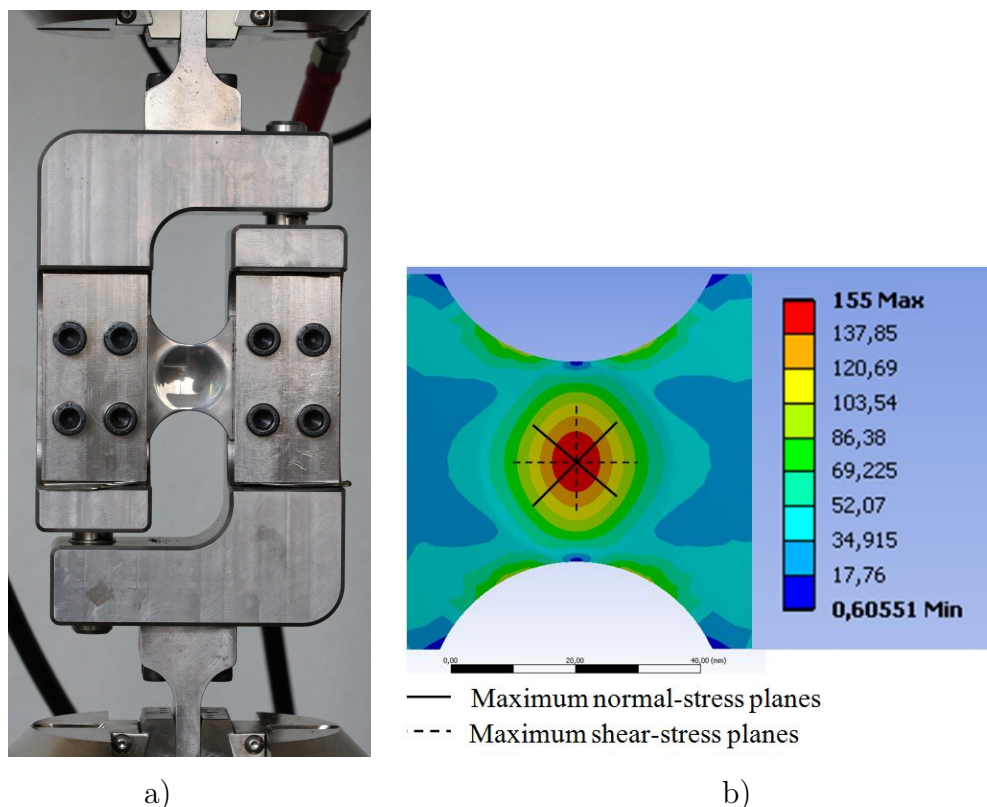 155 Max
137,85
120,69
103,54
86,38
69,225
52,07
34,915
17,76
0,60551 Min
0,00 20,00 40,00 (mm)
Maximum normal-stress planes
Maximum shear-stress planes
a) b)